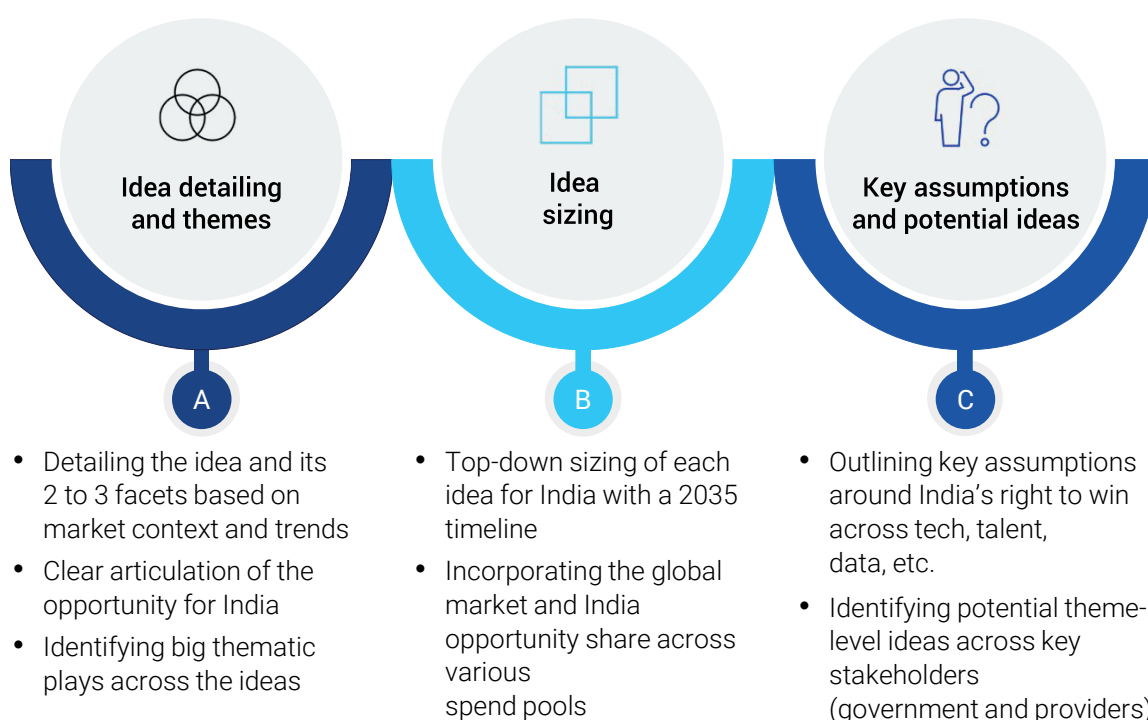 Idea detailing
and themes
A
• Detailing the idea and its
2 to 3 facets based on
market context and trends
• Clear articulation of the
opportunity for India
• Identifying big thematic
plays across the ideas
Idea
sizing
B
• Top-down sizing of each
idea for India with a 2035
timeline
• Incorporating the global
market and India
opportunity share across
various
spend pools
Key assumptions
and potential ideas
?
C
• Outlining key assumptions
around India’s right to win
across tech, talent,
data, etc.
• Identifying potential theme-
level ideas across key
stakeholders
(government and providers)